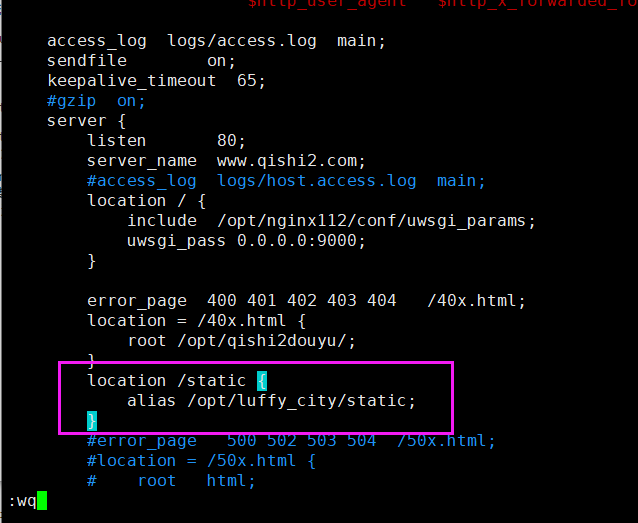 $http_user_agent" "$http_x_forwarded_fo
access_log  logs/access.log  main;
sendfile        on;
keepalive_timeout  65;
#gzip  on;
server {
listen       80;
server_name  www.qishi2.com;
#access_log  logs/host.access.log  main;
location / {
include  /opt/nginx112/conf/uwsgi_params;
uwsgi_pass 0.0.0.0:9000;
}
error_page  400 401 402 403 404   /40x.html;
location = /40x.html {
root /opt/qishi2douyu/;
}
location /static {
alias /opt/luffy_city/static;
}
#error_page   500 502 503 504  /50x.html;
#location = /50x.html {
#    root   html;
:wq